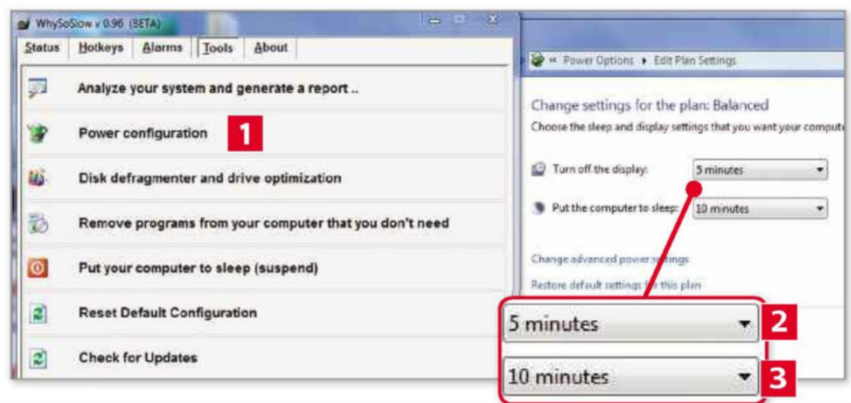 WhySoSlow v 0.96 (BETA)
Status Hotkeys Alarms Tools About
Analyze your system and generate a report ..
Power configuration 1
Disk defragmenter and drive optimization
Remove programs from your computer that you don't need
Put your computer to sleep (suspend)
Reset Default Configuration
Check for Updates
« Power Options Edit Plan Settings
Change settings for the plan: Balanced
Choose the sleep and display settings that you want your
Turn off the display: 5 minutes
Put the computer to sleep: 10 minutes
Change advanced power settings
Restore default settings for this plan
5 minutes 2
10 minutes 3